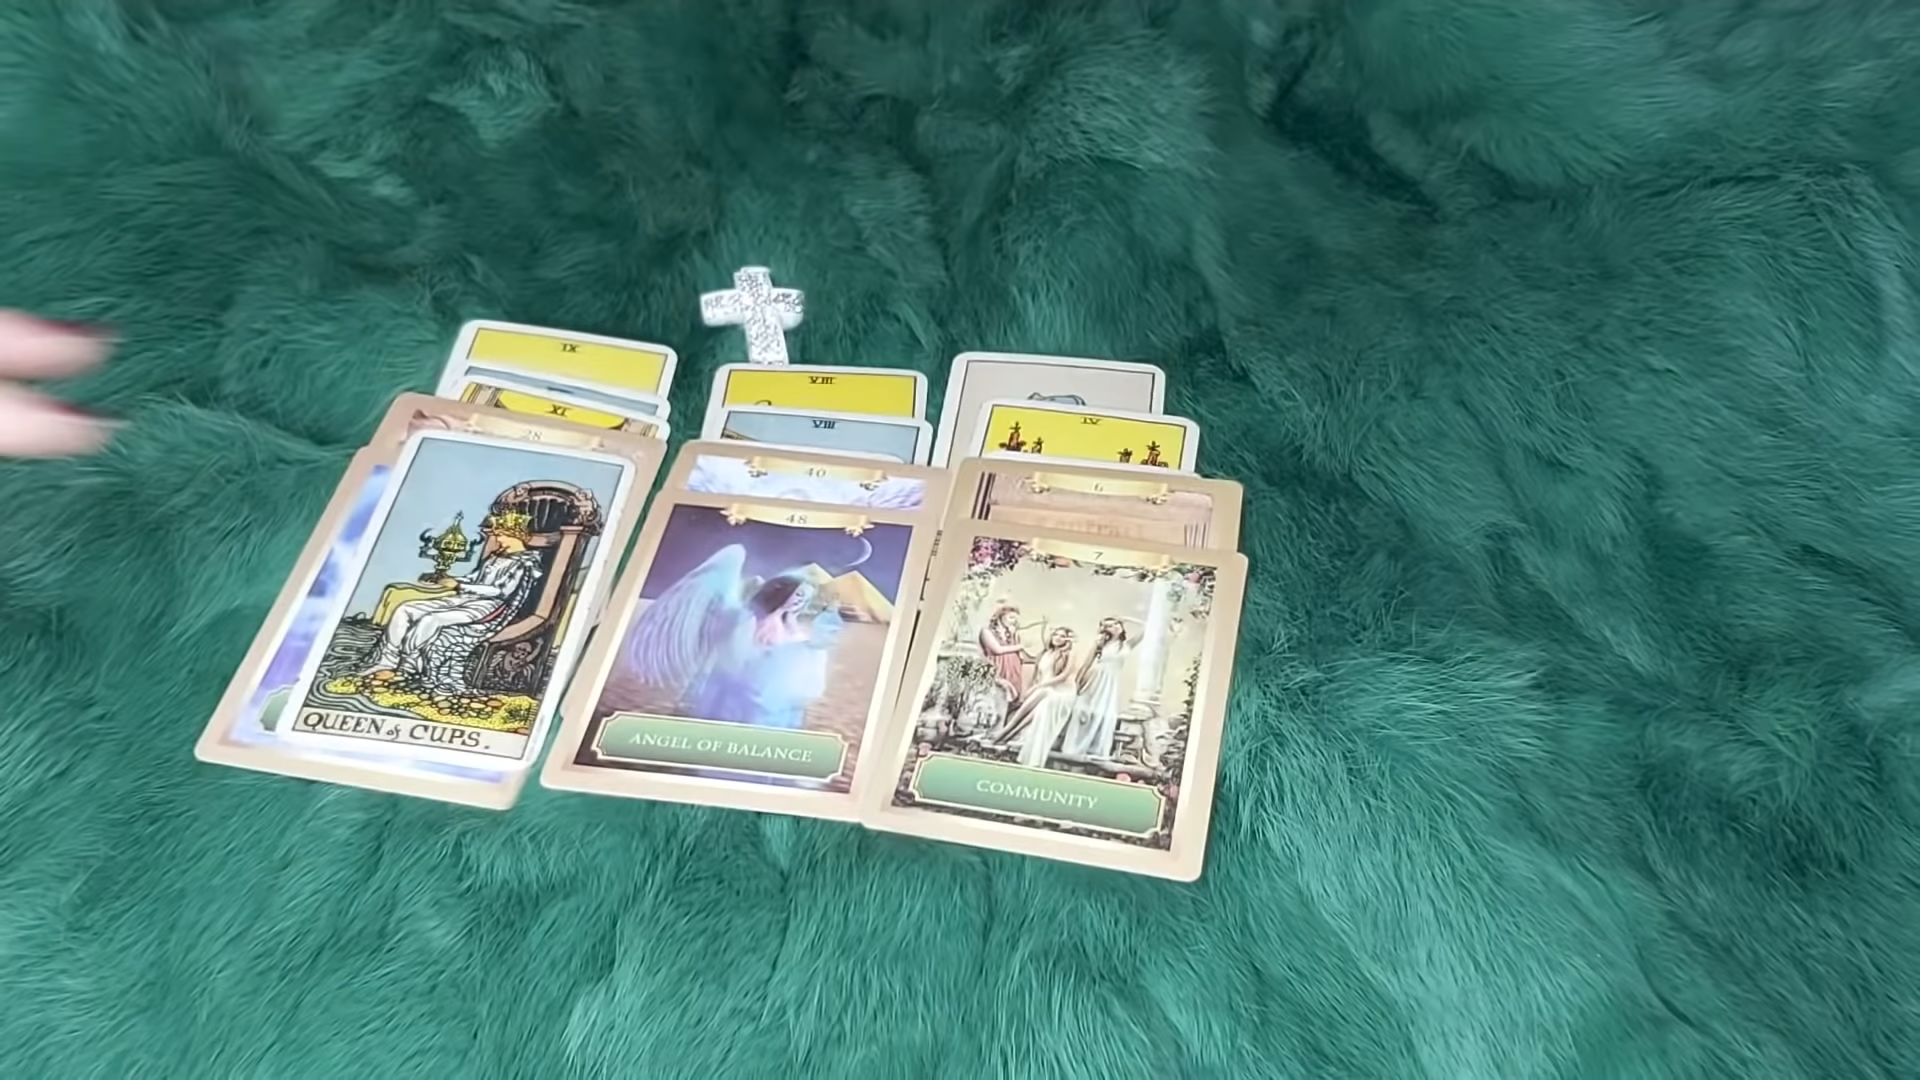 IX
XI
28
QUEEN of CUPS.
VIII
VIII
40
48
ANGEL OF BALANCE
IV
6
7
COMMUNITY